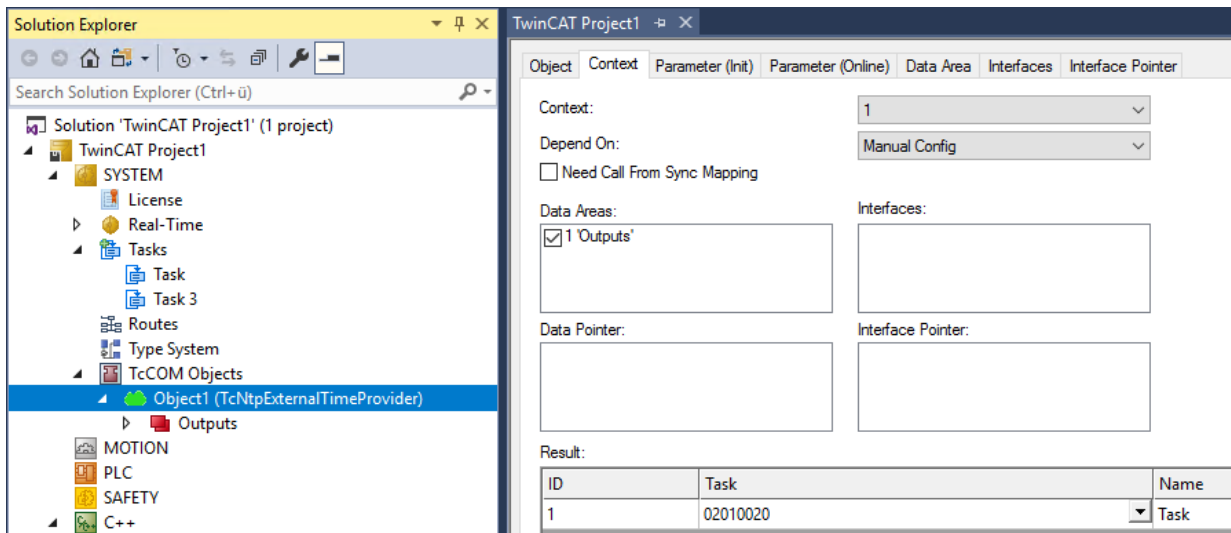 Solution Explorer
Search Solution Explorer (Ctrl+ü)
Solution 'TwinCAT Project1' (1 project)
TwinCAT Project1
SYSTEM
License
Real-Time
Tasks
Task
Task 3
Routes
Type System
TcCOM Objects
Object1 (TcNtpExternalTimeProvider)
Outputs
MOTION
PLC
SAFETY
C++
TwinCAT Project1
Object Context Parameter (Init) Parameter (Online) Data Area Interfaces Interface Pointer
Context: 1
Depend On: Manual Config
Need Call From Sync Mapping
Data Areas: Interfaces:
1 'Outputs'
Data Pointer: Interface Pointer:
Result:
ID Task Name
1 02010020 Task